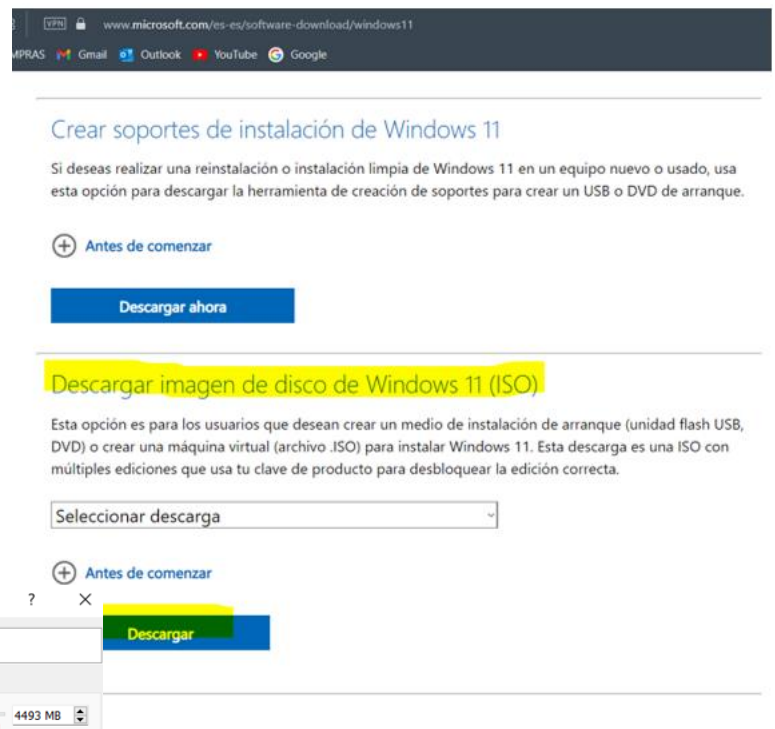 VPN www.microsoft.com/es-es/software-download/windows11
MPRAS Gmail Outlook YouTube Google
Crear soportes de instalación de Windows 11
Si deseas realizar una reinstalación o instalación limpia de Windows 11 en un equipo nuevo o usado, usa
esta opción para descargar la herramienta de creación de soportes para crear un USB o DVD de arranque.
Antes de comenzar
Descargar ahora
Descargar imagen de disco de Windows 11 (ISO)
Esta opción es para los usuarios que desean crear un medio de instalación de arranque (unidad flash USB,
DVD) o crear una máquina virtual (archivo .ISO) para instalar Windows 11. Esta descarga es una ISO con
múltiples ediciones que usa tu clave de producto para desbloquear la edición correcta.
Seleccionar descarga
Antes de comenzar
?
Descargar
4493 MB